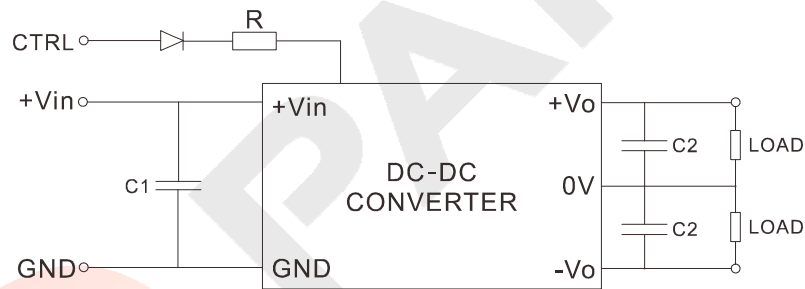 R
CTRL
+Vin
+Vin
+Vo
C2
LOAD
C1
DC-DC
CONVERTER
0V
C2
LOAD
GND
GND
-Vo